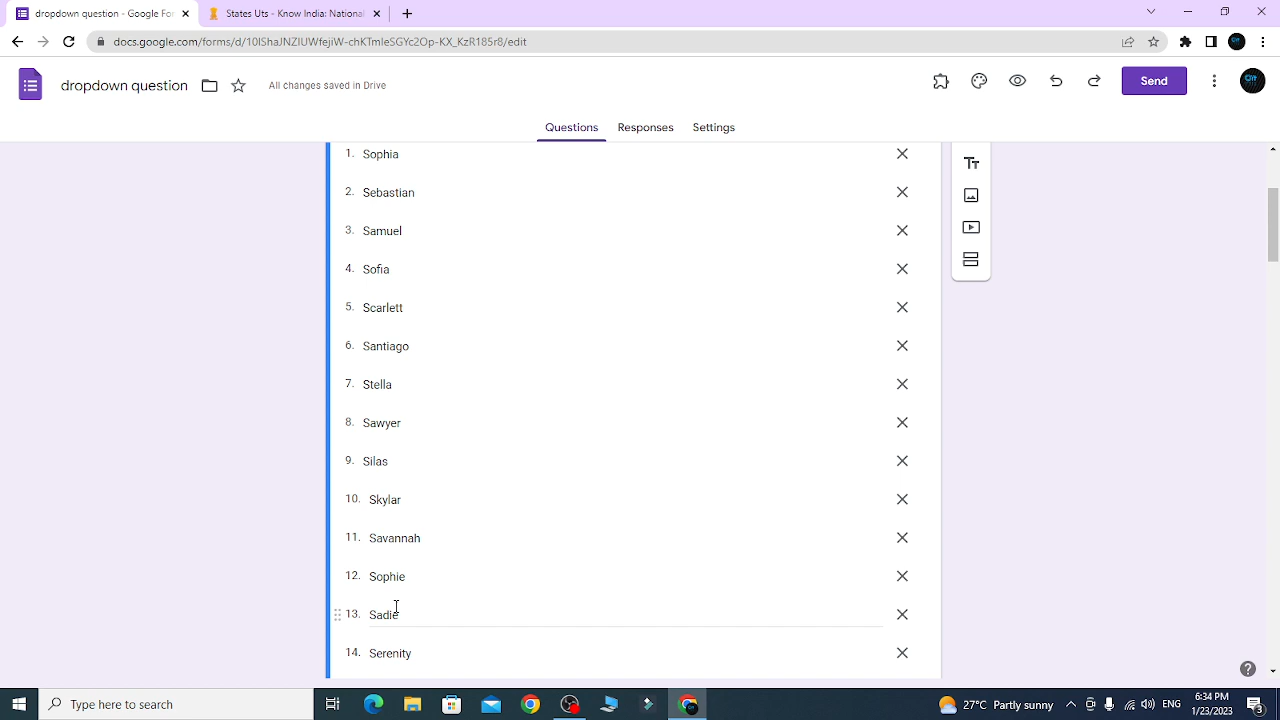 dropdown question - Google For
States Uts - Know India: National
docs.google.com/forms/d/10IShaJNZIUWfejiW-chKTmleSGYc2Op-KX_KzR185r8/edit
dropdown question
All changes saved in Drive
Send
Questions
Responses
Settings
1. Sophia
2. Sebastian
3. Samuel
4. Sofia
5. Scarlett
6. Santiago
7. Stella
8. Sawyer
9. Silas
10. Skylar
11. Savannah
12. Sophie
13. Sadie
14. Serenity
Type here to search
27°C Partly sunny
ENG
6:34 PM
1/23/2023